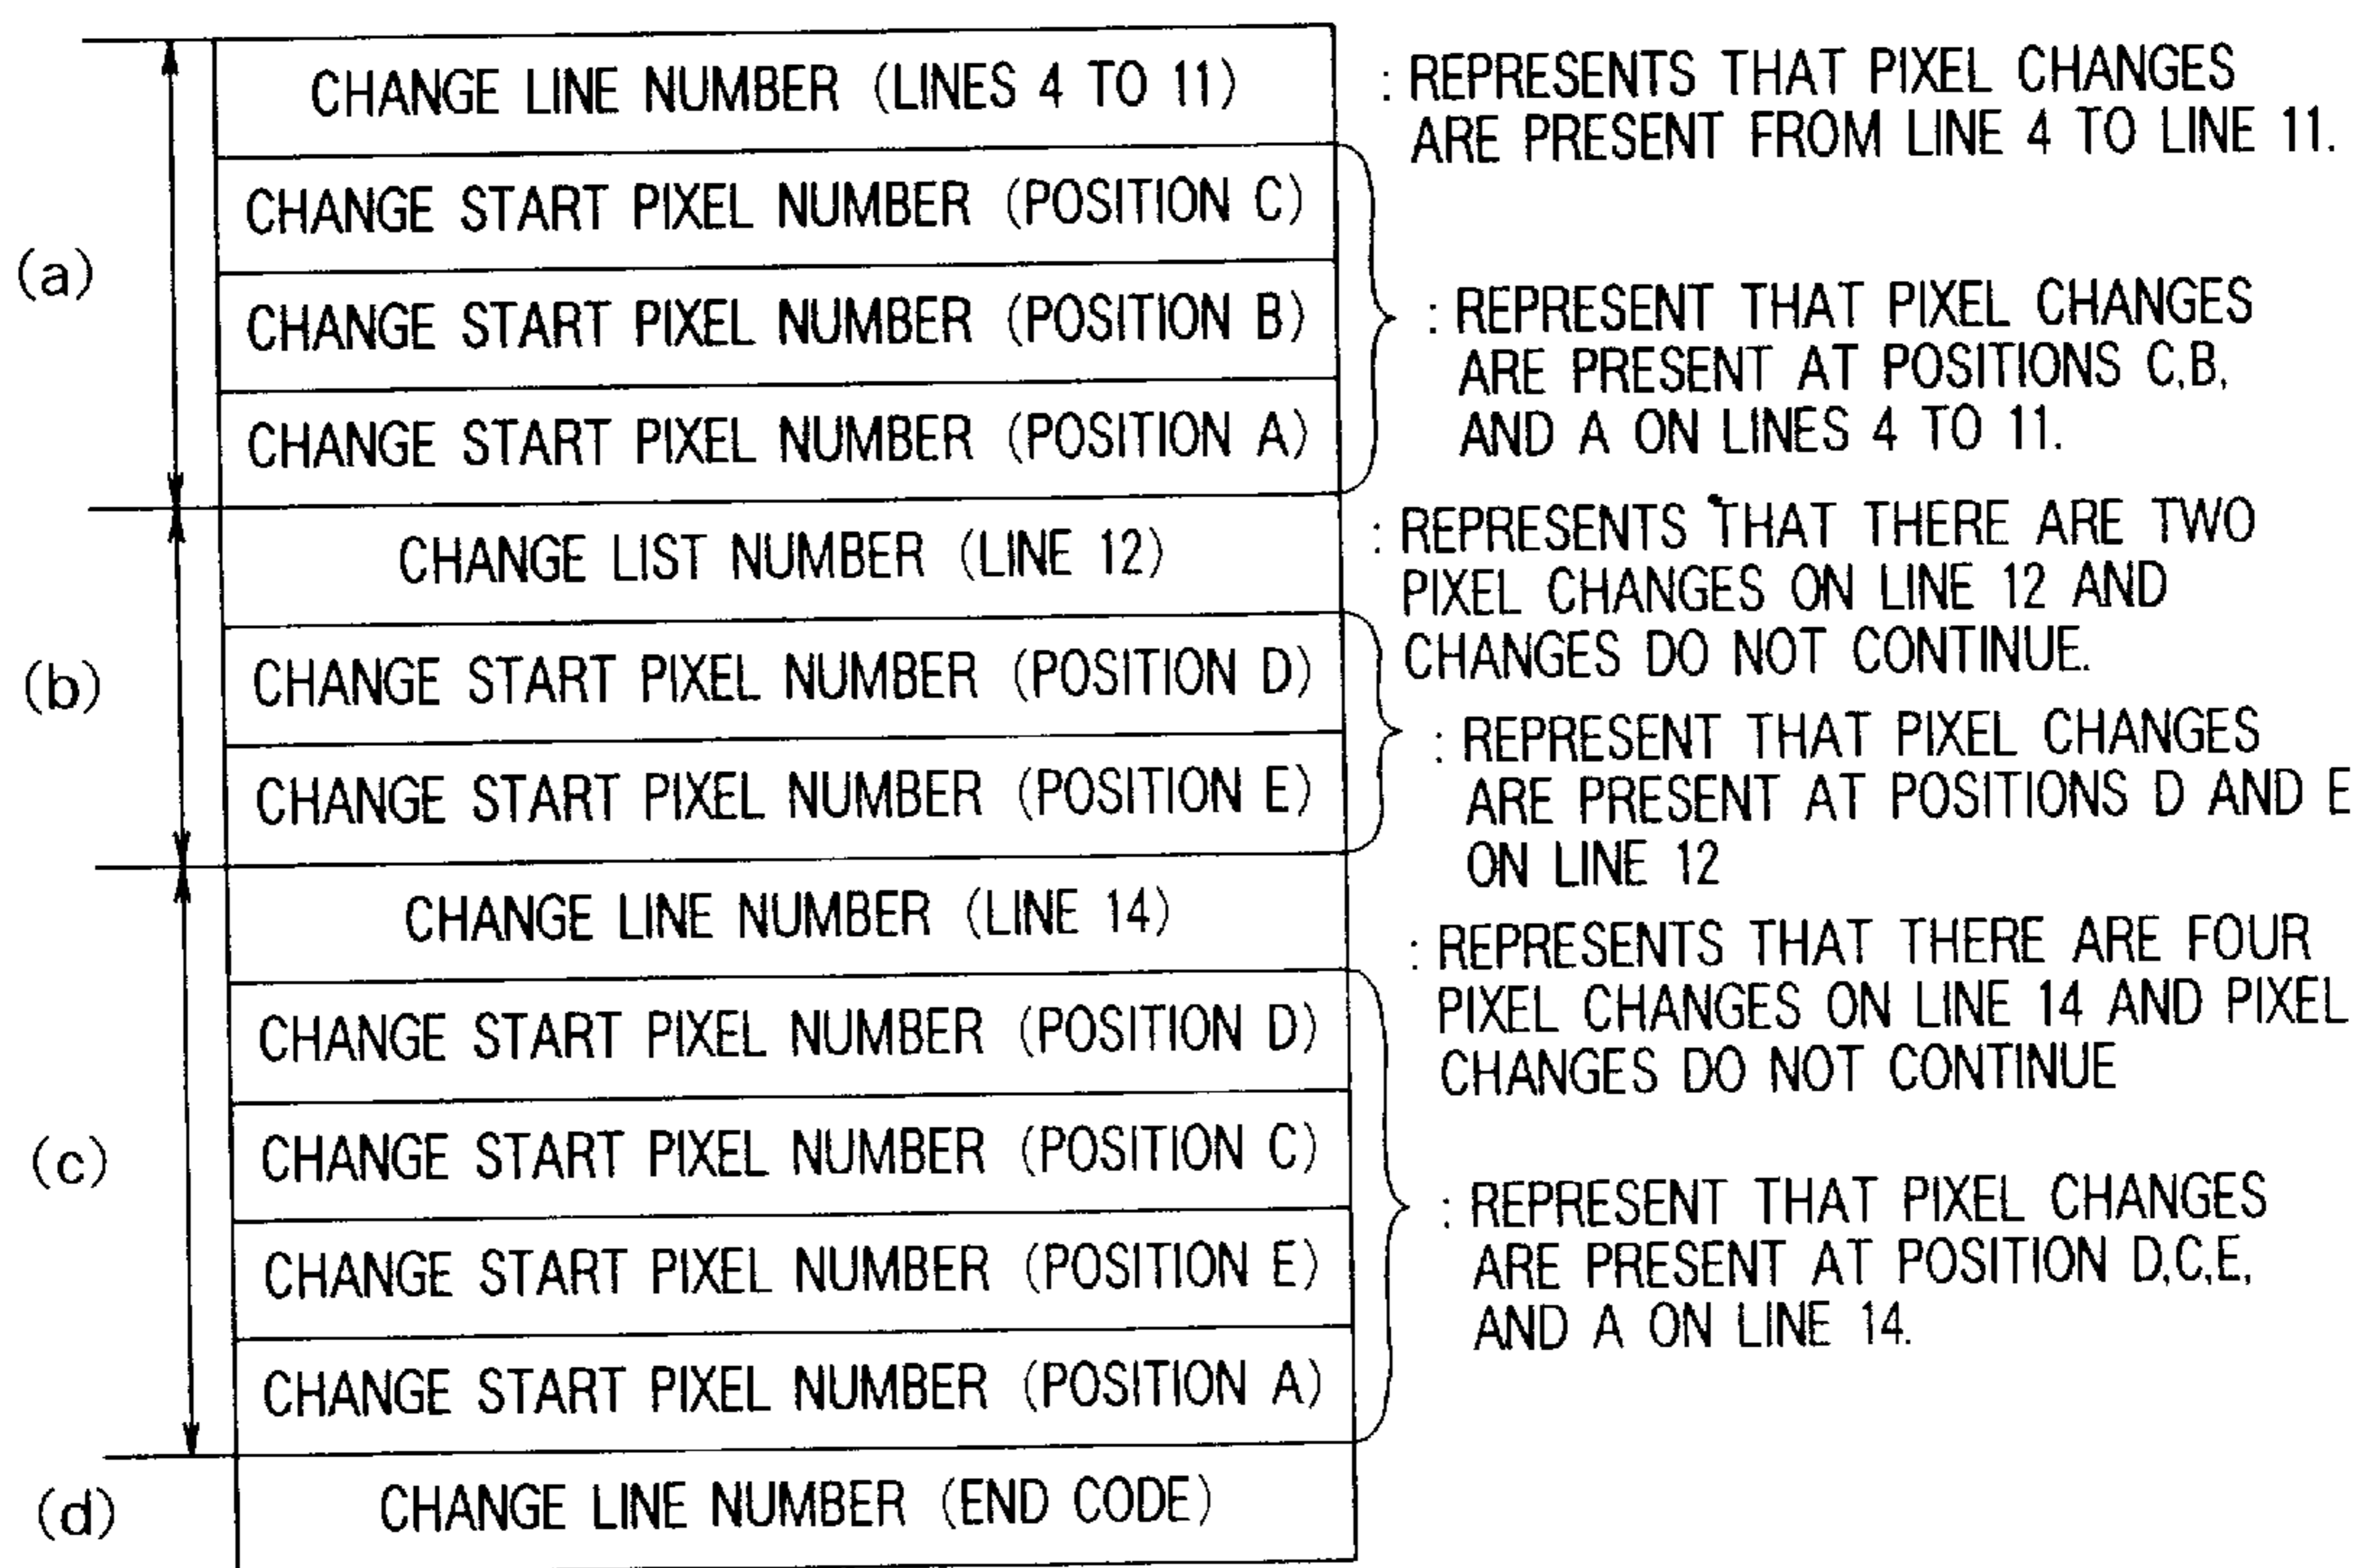 CHANGE LINE NUMBER (LINES 4 TO 11)
: REPRESENTS THAT PIXEL CHANGES
ARE PRESENT FROM LINE 4 TO LINE 11.
(a)
CHANGE START PIXEL NUMBER (POSITION C)
CHANGE START PIXEL NUMBER (POSITION B)
CHANGE START PIXEL NUMBER (POSITION A)
: REPRESENT THAT PIXEL CHANGES
ARE PRESENT AT POSITIONS C,B,
AND A ON LINES 4 TO 11.
CHANGE LIST NUMBER (LINE 12)
: REPRESENTS THAT THERE ARE TWO
PIXEL CHANGES ON LINE 12 AND
CHANGES DO NOT CONTINUE.
(b)
CHANGE START PIXEL NUMBER (POSITION D)
CHANGE START PIXEL NUMBER (POSITION E)
: REPRESENT THAT PIXEL CHANGES
ARE PRESENT AT POSITIONS D AND E
ON LINE 12
CHANGE LINE NUMBER (LINE 14)
: REPRESENTS THAT THERE ARE FOUR
PIXEL CHANGES ON LINE 14 AND PIXEL
CHANGES DO NOT CONTINUE
(c)
CHANGE START PIXEL NUMBER (POSITION D)
CHANGE START PIXEL NUMBER (POSITION C)
CHANGE START PIXEL NUMBER (POSITION E)
CHANGE START PIXEL NUMBER (POSITION A)
: REPRESENT THAT PIXEL CHANGES
ARE PRESENT AT POSITION D,C,E,
AND A ON LINE 14.
(d)
CHANGE LINE NUMBER (END CODE)